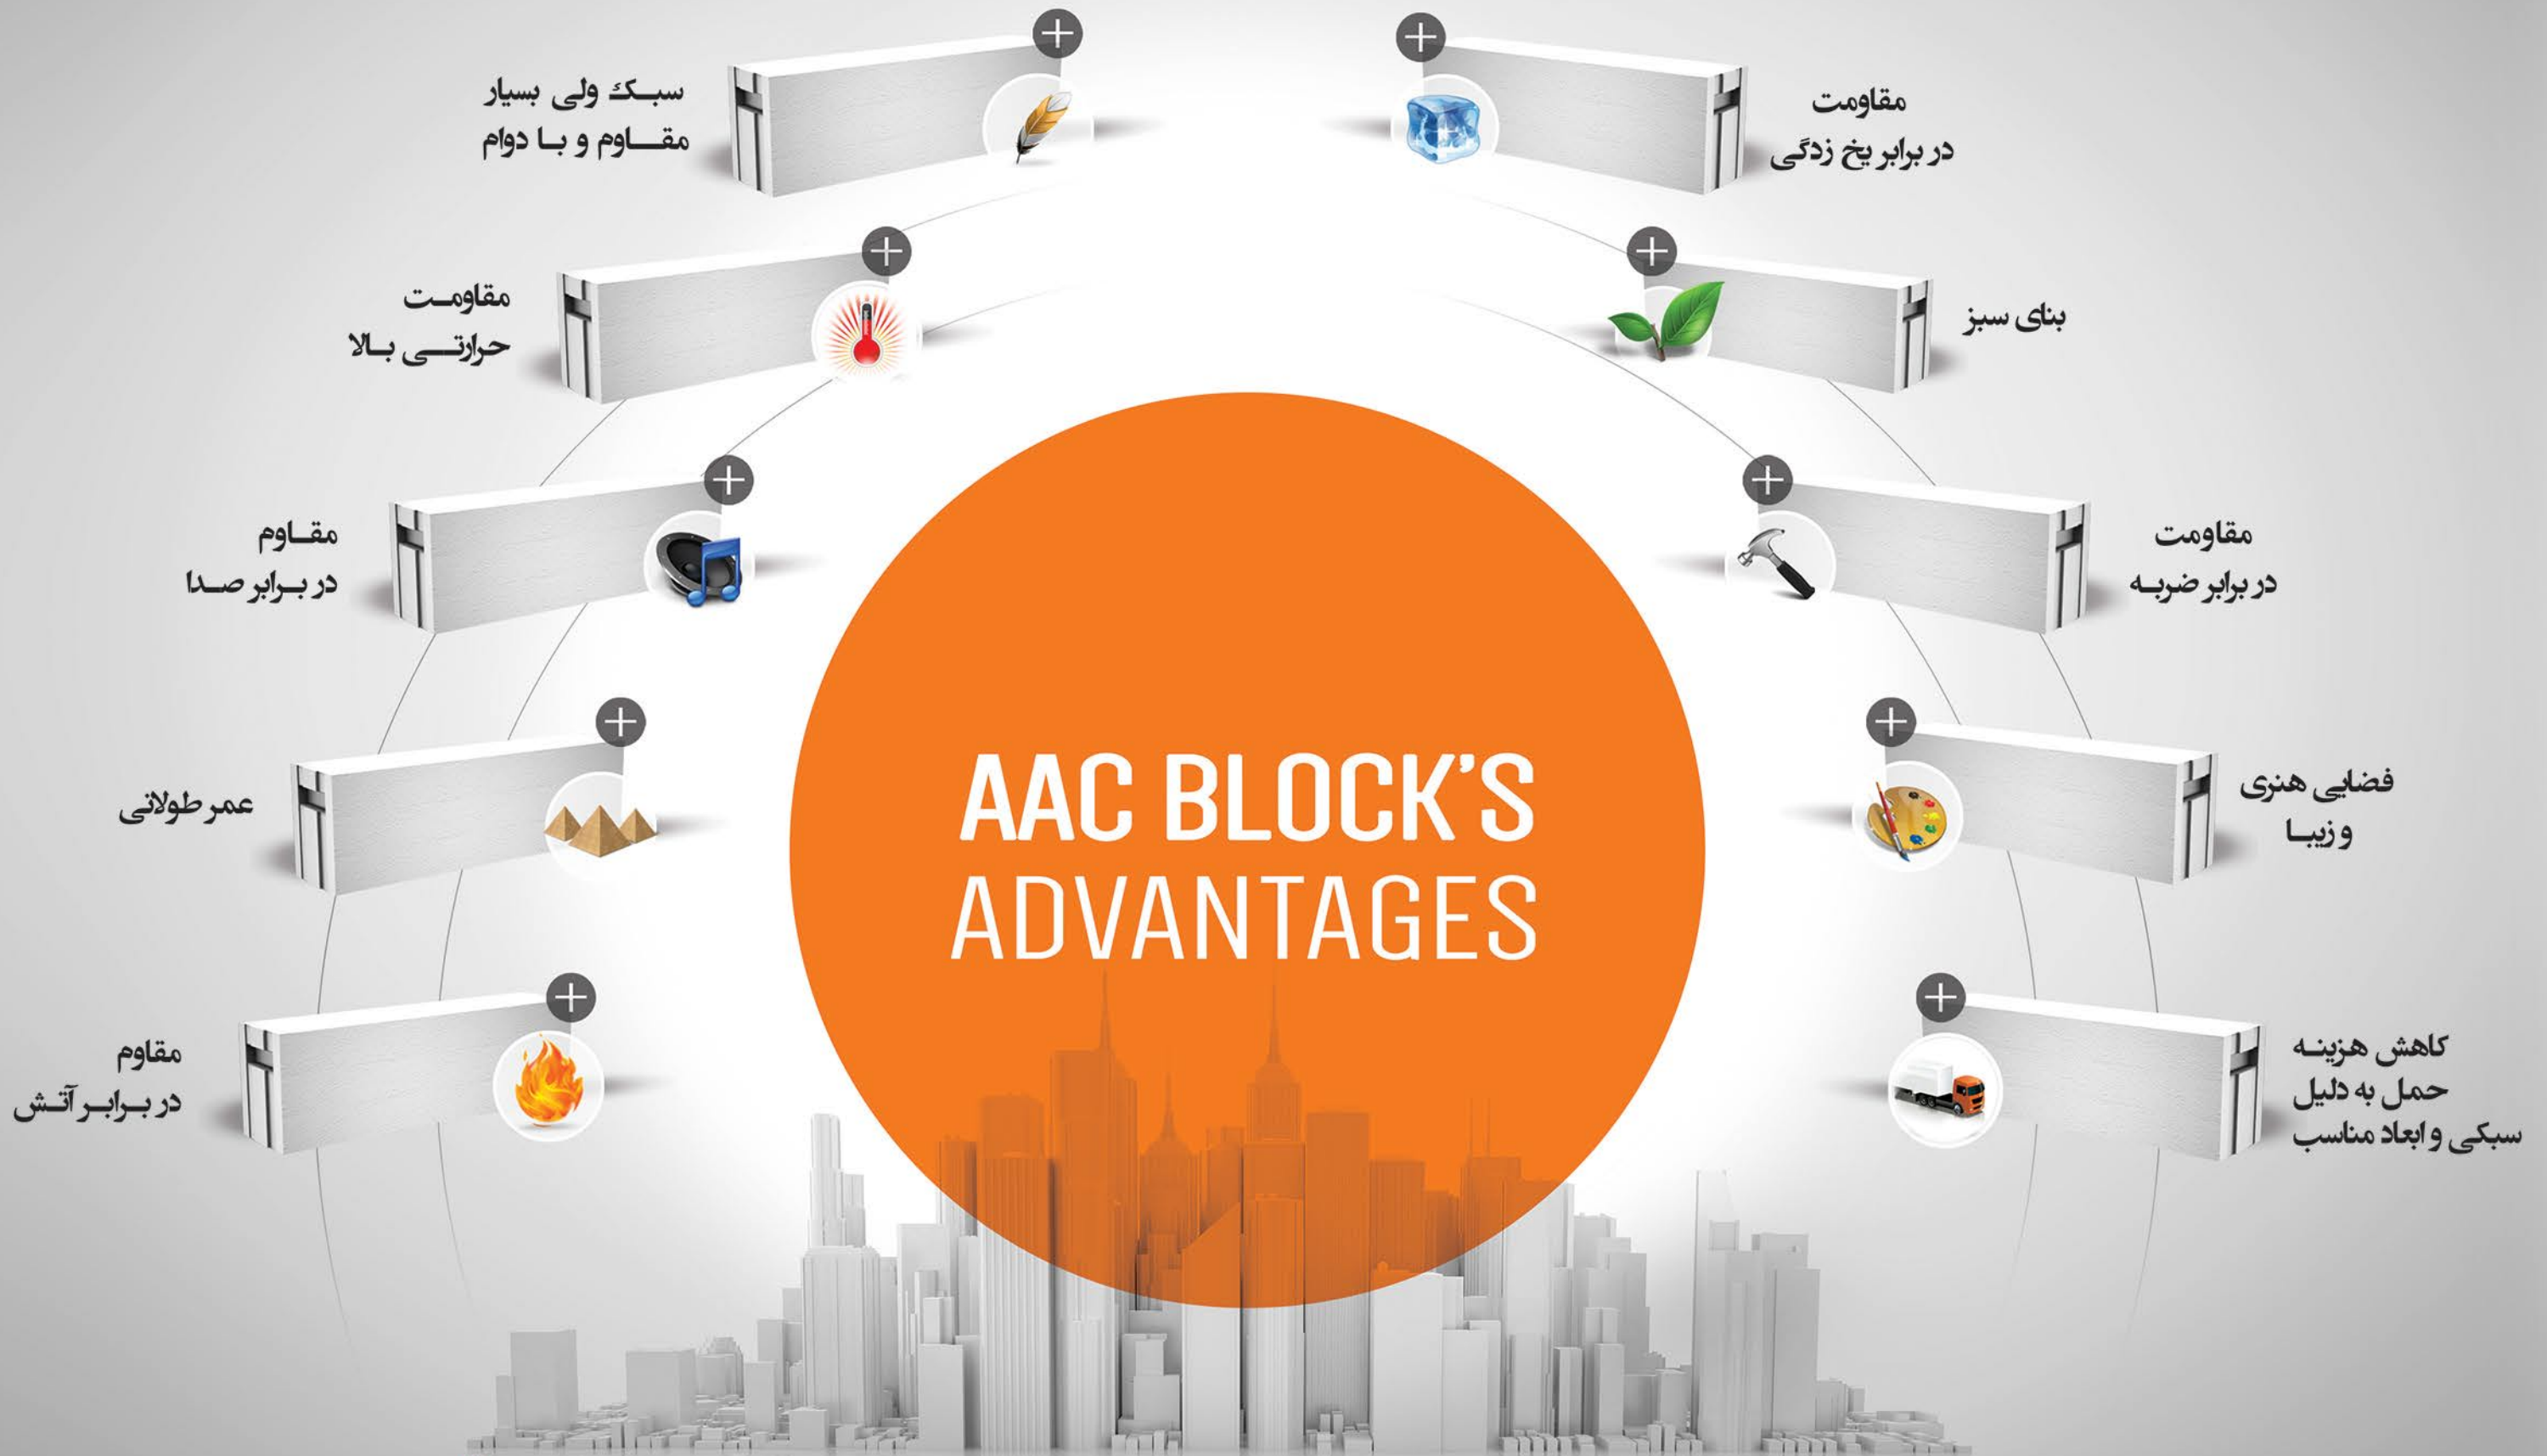 سبک ولی بسیار
مقاوم و با دوام
مقاومت
حرارتی بالا
مقاوم
در برابر صدا
عمر طولانی
مقاوم
در برابر آتش
AAC BLOCK'S
ADVANTAGES
مقاومت
در برابر یخ زدگی
بنای سبز
مقاومت
در برابر ضربه
فضایی هنری
و زیبا
کاهش هزینه
حمل به دلیل
سبکی و ابعاد مناسب